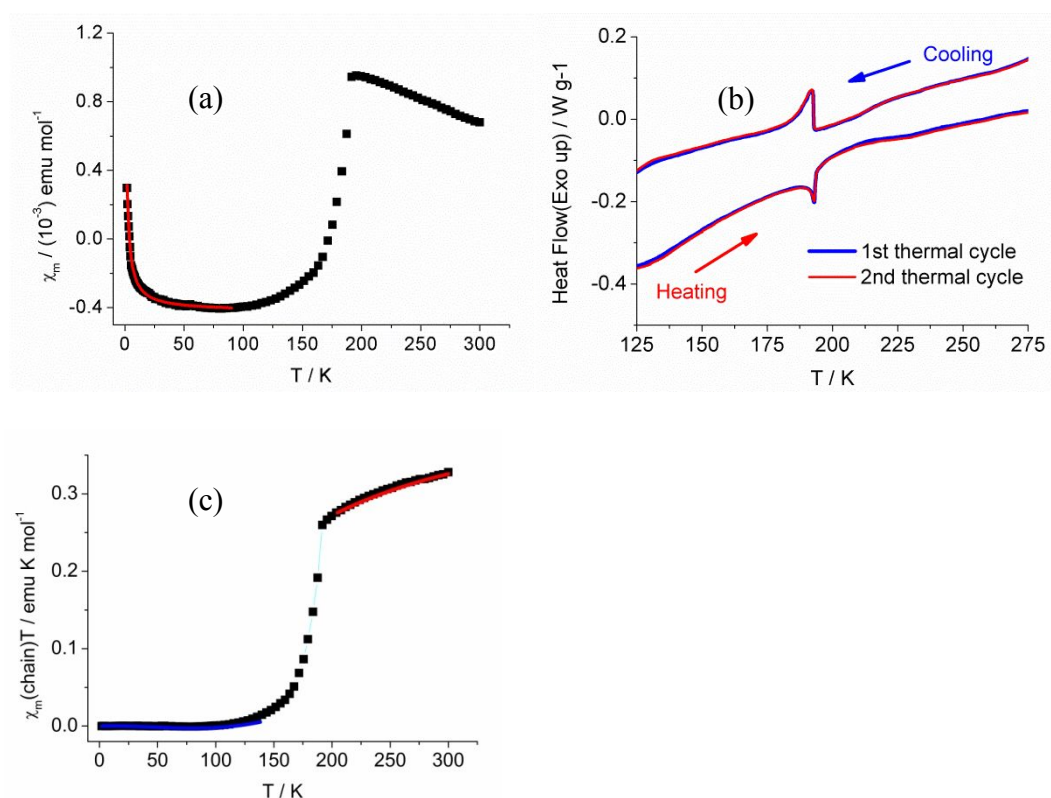 (a)
χm / (10⁻³) emu mol⁻¹
1.2
0.8
0.4
0.0
-0.4
0 50 100 150 200 250 300
T / K
(b)
Heat Flow(Exo up) / W g-1
0.2
0.0
-0.2
-0.4
Cooling
Heating
1st thermal cycle
2nd thermal cycle
125 150 175 200 225 250 275
T / K
(c)
χm(chain)T / emu K mol⁻¹
0.3
0.2
0.1
0.0
0 50 100 150 200 250 300
T / K